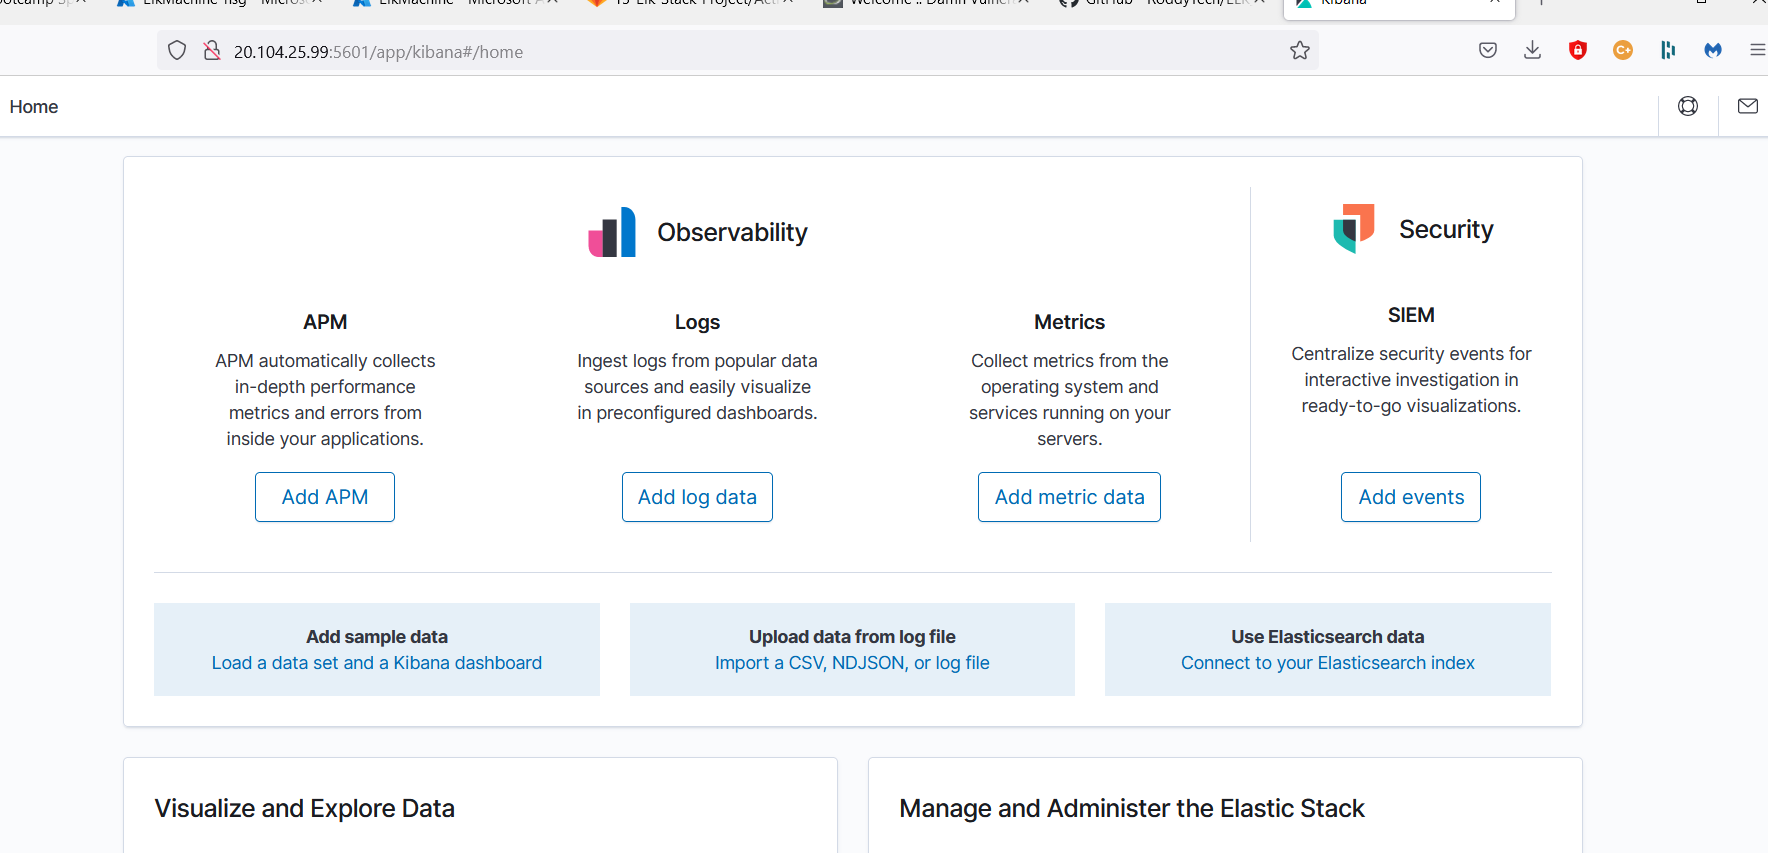 Kibana
20.104.25.99:5601/app/kibana#/home
Home
Observability
Security
APM
APM automatically collects
in-depth performance
metrics and errors from
inside your applications.
Add APM
Logs
Ingest logs from popular data
sources and easily visualize
in preconfigured dashboards.
Add log data
Metrics
Collect metrics from the
operating system and
services running on your
servers.
Add metric data
SIEM
Centralize security events for
interactive investigation in
ready-to-go visualizations.
Add events
Add sample data
Load a data set and a Kibana dashboard
Upload data from log file
Import a CSV, NDJSON, or log file
Use Elasticsearch data
Connect to your Elasticsearch index
Visualize and Explore Data
Manage and Administer the Elastic Stack